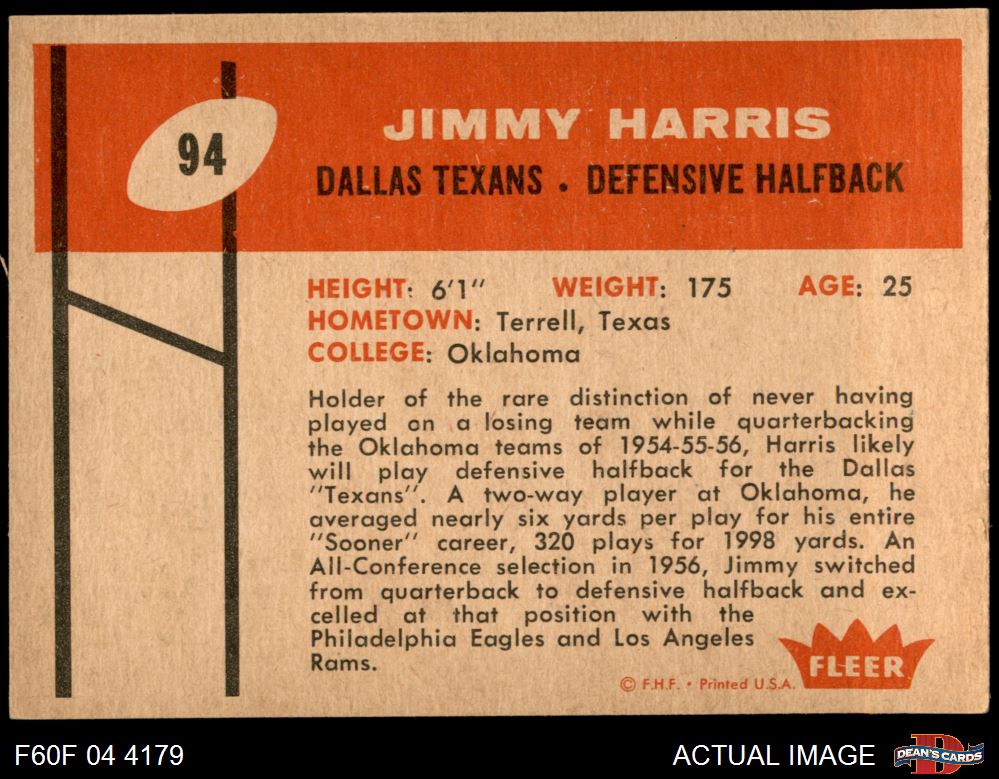 94
JIMMY HARRIS
DALLAS TEXANS • DEFENSIVE HALFBACK
HEIGHT: 6'1" WEIGHT: 175 AGE: 25
HOMETOWN: Terrell, Texas
COLLEGE: Oklahoma
Holder of the rare distinction of never having
played on a losing team while quarterbacking
the Oklahoma teams of 1954-55-56, Harris likely
will play defensive halfback for the Dallas
"Texans". A two-way player at Oklahoma, he
averaged nearly six yards per play for his entire
"Sooner" career, 320 plays for 1998 yards. An
All-Conference selection in 1956, Jimmy switched
from quarterback to defensive halfback and ex-
celled at that position with the
Philadelphia Eagles and Los Angeles
Rams.
FLEER
© F.H.F. • Printed U.S.A.
F60F 04 4179
ACTUAL IMAGE
D
DEAN'S CARDS